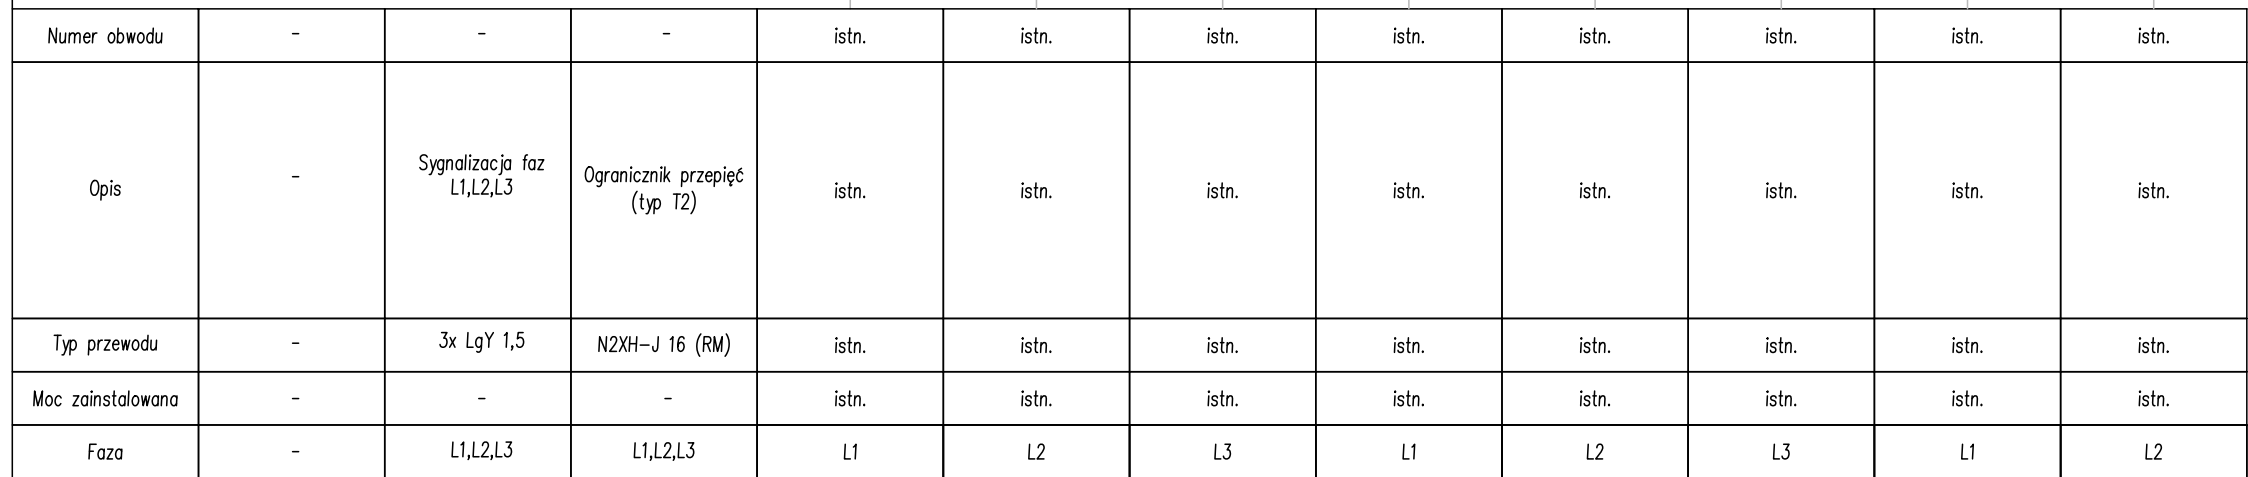 Numer obwodu - - - istn. istn. istn. istn. istn. istn. istn. istn.
Opis - Sygnalizacja faz
L1,L2,L3 Ogranicznik przepięć
(typ T2) istn. istn. istn. istn. istn. istn. istn. istn.
Typ przewodu - 3x LgY 1,5 N2XH-J 16 (RM) istn. istn. istn. istn. istn. istn. istn. istn.
Moc zainstalowana - - - istn. istn. istn. istn. istn. istn. istn. istn.
Faza - L1,L2,L3 L1,L2,L3 L1 L2 L3 L1 L2 L3 L1 L2